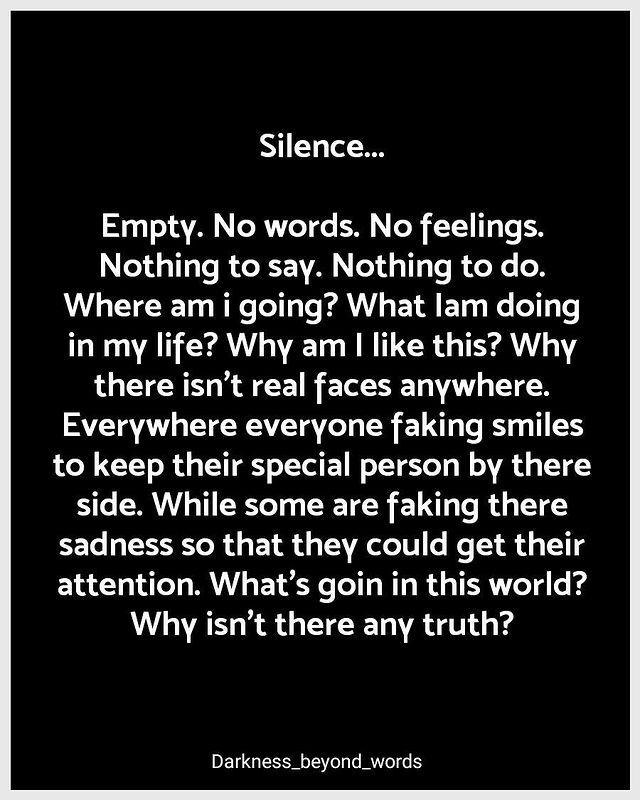 Silence...
Empty. No words. No feelings.
Nothing to say. Nothing to do.
Where am i going? What Iam doing
in my life? Why am I like this? Why
there isn't real faces anywhere.
Everywhere everyone faking smiles
to keep their special person by there
side. While some are faking there
sadness so that they could get their
attention. What's goin in this world?
Why isn't there any truth?
Darkness_beyond_words